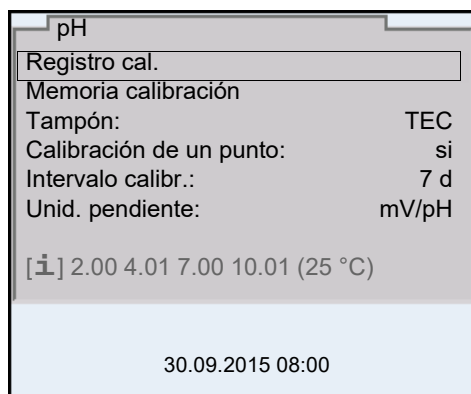 pH
Registro cal.
Memoria calibración
Tampón: TEC
Calibración de un punto: si
Intervalo calibr.: 7 d
Unid. pendiente: mV/pH
[i] 2.00 4.01 7.00 10.01 (25 °C)
30.09.2015 08:00